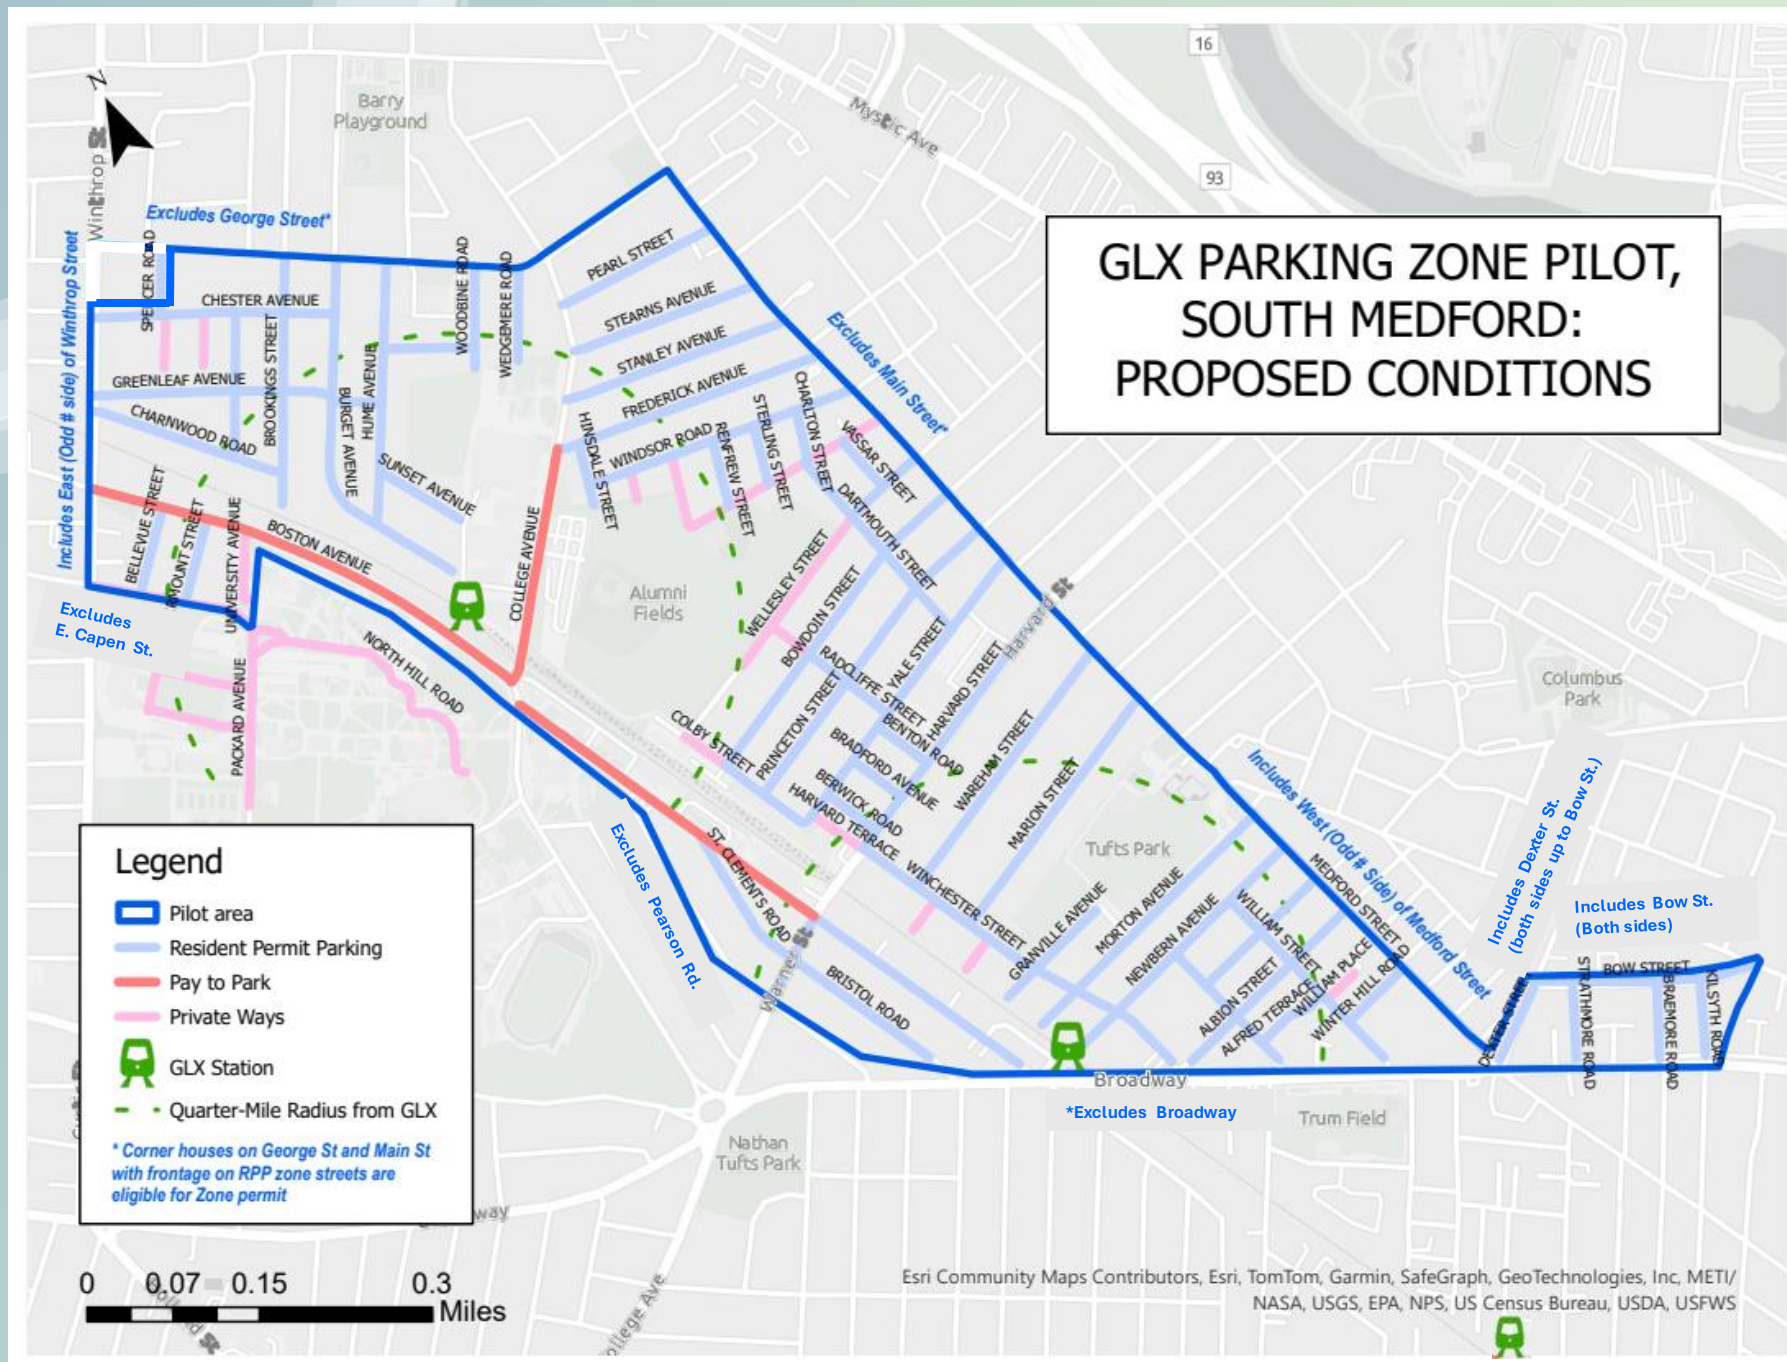 16
93
N
Winthrop St
Barry
Playground
Mystic Ave
GLX PARKING ZONE PILOT,
SOUTH MEDFORD:
PROPOSED CONDITIONS
Excludes George Street*
Includes East (Odd # side) of Winthrop Street
SPENCER ROAD
CHESTER AVENUE
WOODBINE ROAD
WEDGEMERE ROAD
PEARL STREET
STEARNS AVENUE
STANLEY AVENUE
FREDERICK AVENUE
Excludes Main Street*
GREENLEAF AVENUE
BROOKINGS STREET
BURGET AVENUE
HUME AVENUE
CHARNWOOD ROAD
SUNSET AVENUE
HINSDALE STREET
WINDSOR ROAD
RENFREW STREET
STERLING STREET
CHARLTON STREET
VASSAR STREET
DARTMOUTH STREET
BELLEVUE STREET
RMOUNT STREET
UNIVERSITY AVENUE
BOSTON AVENUE
COLLEGE AVENUE
Alumni
Fields
WELLESLEY STREET
BOWDOIN STREET
Harvard St
Excludes
E. Capen St.
NORTH HILL ROAD
PACKARD AVENUE
COLBY STREET
PRINCETON STREET
RADCLIFFE STREET
YALE STREET
HARVARD STREET
BENTON ROAD
BRADFORD AVENUE
BERWICK ROAD
HARVARD TERRACE
WAREHAM STREET
MARION STREET
Columbus
Park
Tufts Park
Includes West (Odd # Side) of Medford Street
Includes Dexter St.
(both sides up to Bow St.)
Includes Bow St.
(Both sides)
Excludes Pearson Rd.
ST. CLEMENTS ROAD
Warner St
BRISTOL ROAD
WINCHESTER STREET
GRANVILLE AVENUE
MORTON AVENUE
NEWBERN AVENUE
WILLIAM STREET
MEDFORD STREET
ALBION STREET
ALFRED TERRACE
WILLIAM PLACE
WINTER HILL ROAD
DEXTER STREET
BOW STREET
STRATHMORE ROAD
BRAEMORE ROAD
KILSYTH ROAD
Broadway
*Excludes Broadway
Trum Field
Nathan
Tufts Park
Legend
Pilot area
Resident Permit Parking
Pay to Park
Private Ways
GLX Station
Quarter-Mile Radius from GLX
* Corner houses on George St and Main St
with frontage on RPP zone streets are
eligible for Zone permit
0 0.07 0.15 0.3
Miles
Esri Community Maps Contributors, Esri, TomTom, Garmin, SafeGraph, GeoTechnologies, Inc, METI/
NASA, USGS, EPA, NPS, US Census Bureau, USDA, USFWS